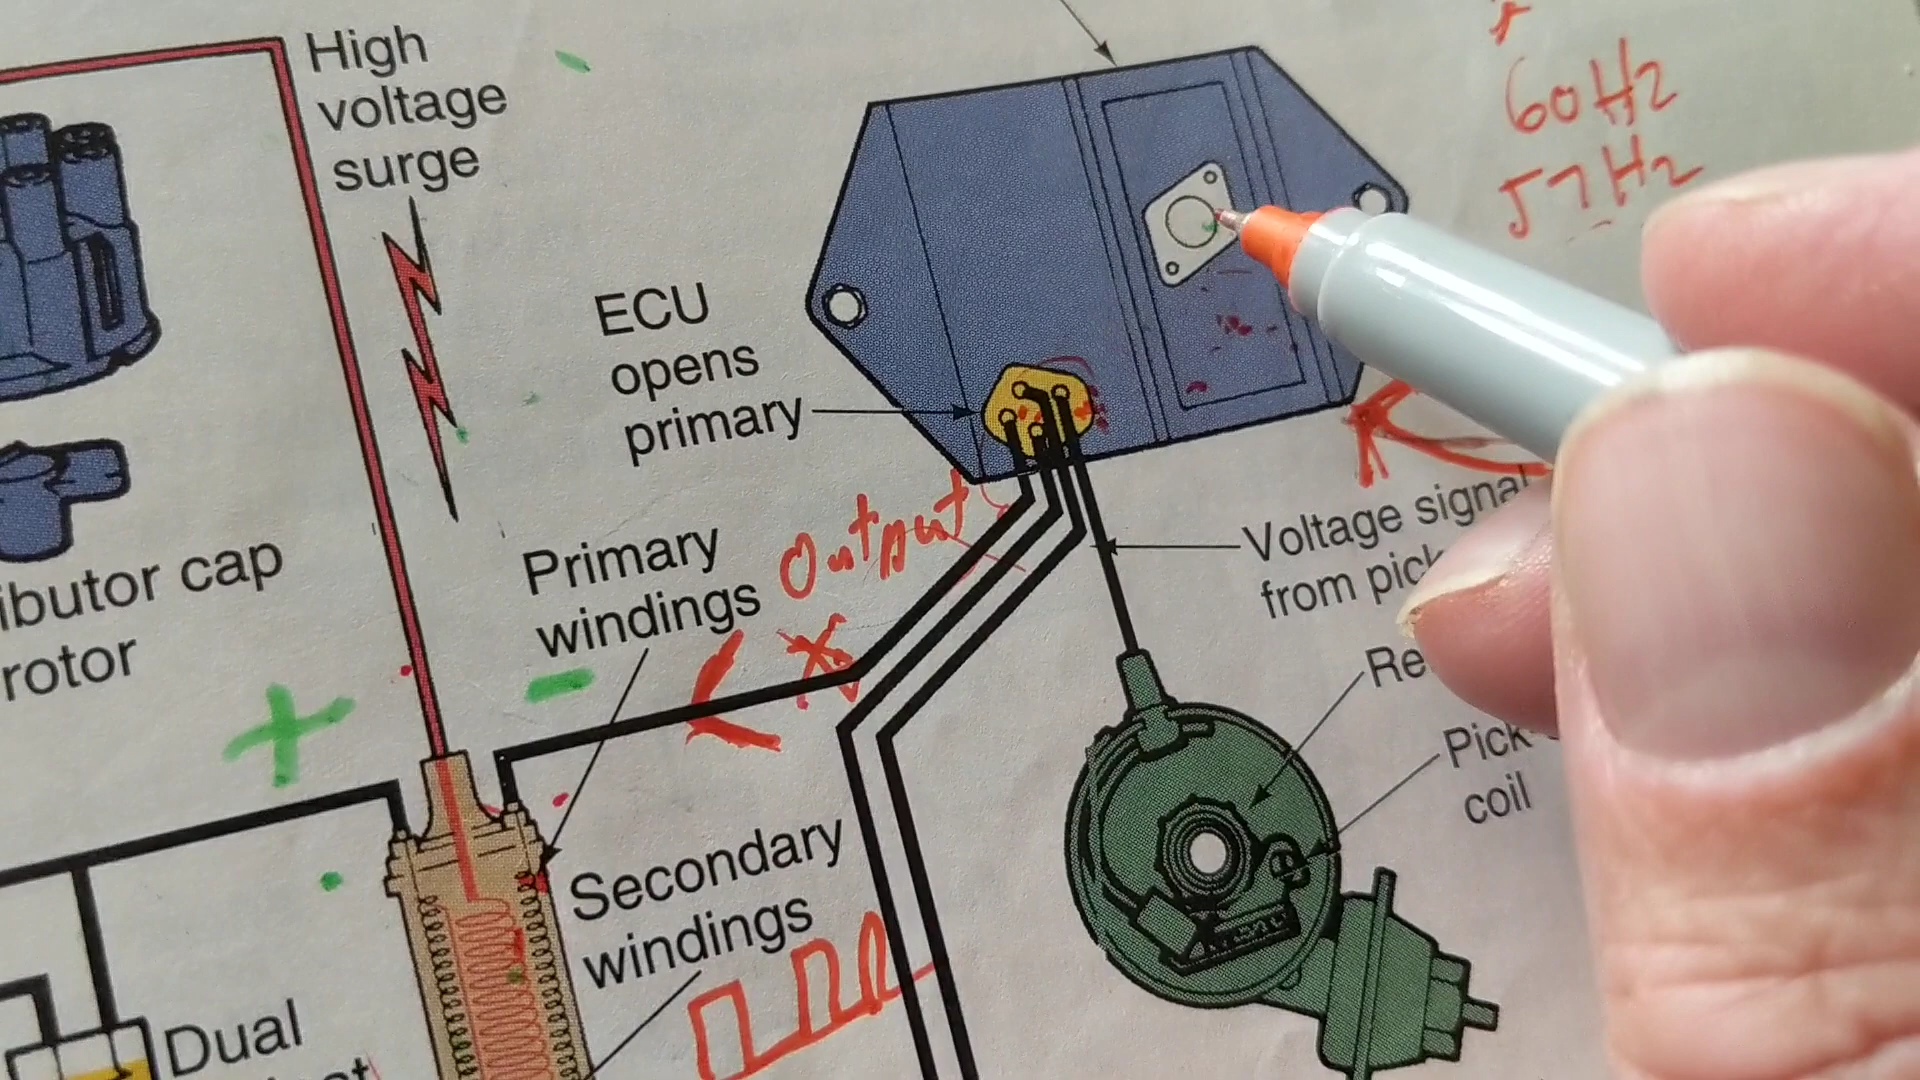 High
voltage
surge
60Hz
57Hz
ECU
opens
primary
Output
Voltage signal
from pick
Primary
windings
ibutor cap
rotor
+
-
Re
Pick-
coil
Secondary
windings
Dual